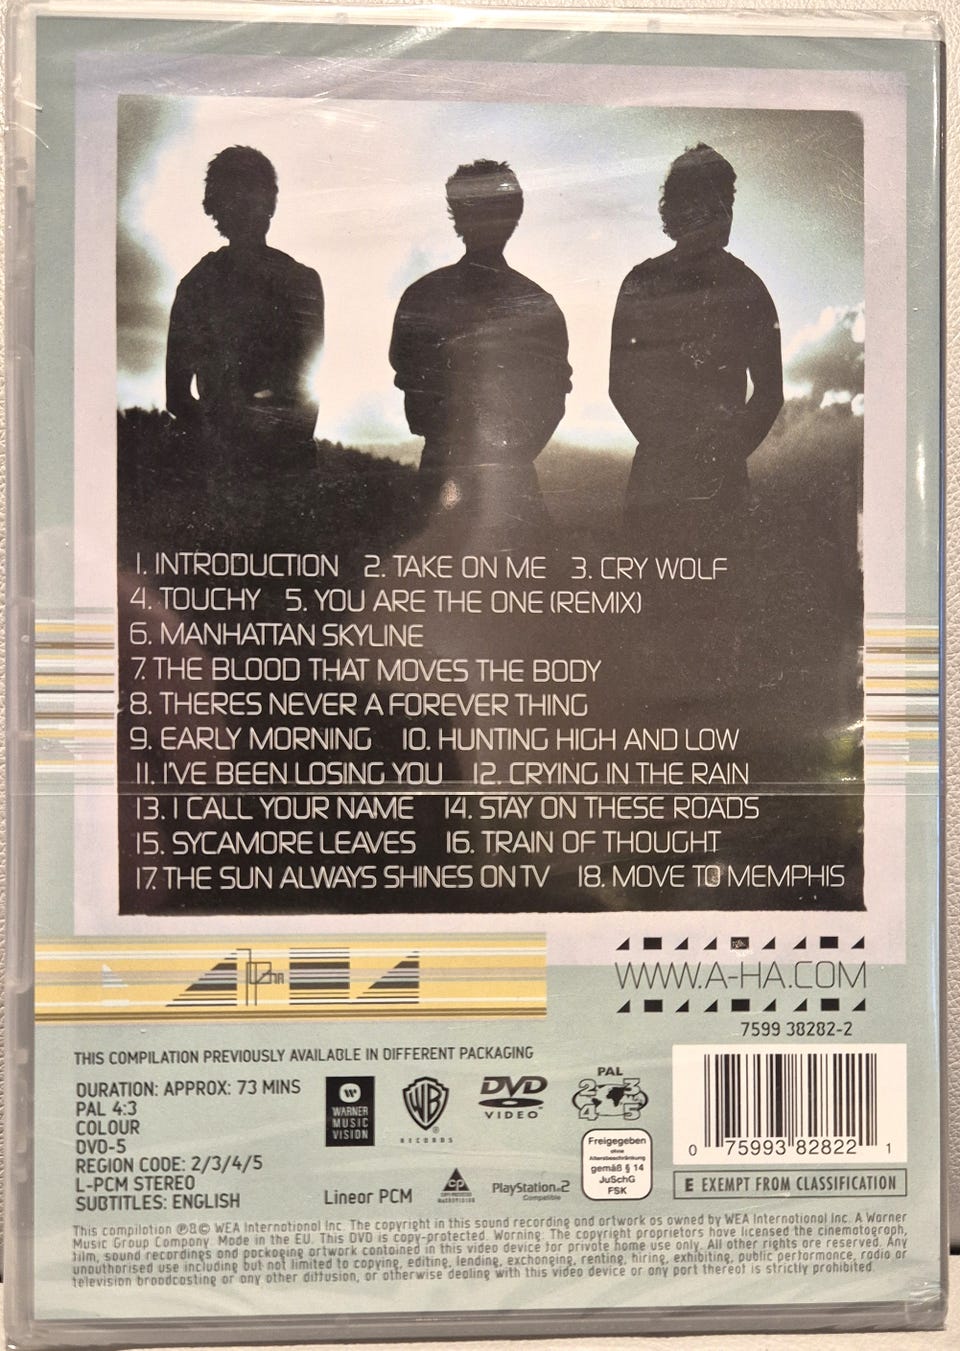 1. INTRODUCTION 2. TAKE ON ME 3. CRY WOLF
4. TOUCHY 5. YOU ARE THE ONE (REMIX)
6. MANHATTAN SKYLINE
7. THE BLOOD THAT MOVES THE BODY
8. THERES NEVER A FOREVER THING
9. EARLY MORNING 10. HUNTING HIGH AND LOW
11. I'VE BEEN LOSING YOU 12. CRYING IN THE RAIN
13. I CALL YOUR NAME 14. STAY ON THESE ROADS
15. SYCAMORE LEAVES 16. TRAIN OF THOUGHT
17. THE SUN ALWAYS SHINES ON TV 18. MOVE TO MEMPHIS
WWW.A-HA.COM
7599 38282-2
THIS COMPILATION PREVIOUSLY AVAILABLE IN DIFFERENT PACKAGING
DURATION: APPROX: 73 MINS
PAL 4:3
COLOUR
DVD-5
REGION CODE: 2/3/4/5
L-PCM STEREO
SUBTITLES: ENGLISH
WARNER
MUSIC
VISION
WB
RECORDS
DVD
VIDEO
PAL
2 3
4 5
Linear PCM
CP
COPY PROTECTED
MACROVISION
PlayStation.2
Compatible
Freigegeben
ohne
Altersbeschränkung
gemäß § 14
JuSchG
FSK
0 75993 82822 1
E EXEMPT FROM CLASSIFICATION
This compilation ℗&© WEA International Inc. The copyright in this sound recording and artwork is owned by WEA International Inc. A Warner
Music Group Company. Made in the EU. This DVD is copy-protected. Warning: The copyright proprietors have licensed the cinematograph,
film, sound recordings and packaging artwork contained in this video device for private home use only. All other rights are reserved. Any
unauthorised use including but not limited to copying, editing, lending, exchanging, renting, hiring, exhibiting, public performance, radio or
television broadcasting or any other diffusion, or otherwise dealing with this video device or any part thereof is strictly prohibited.